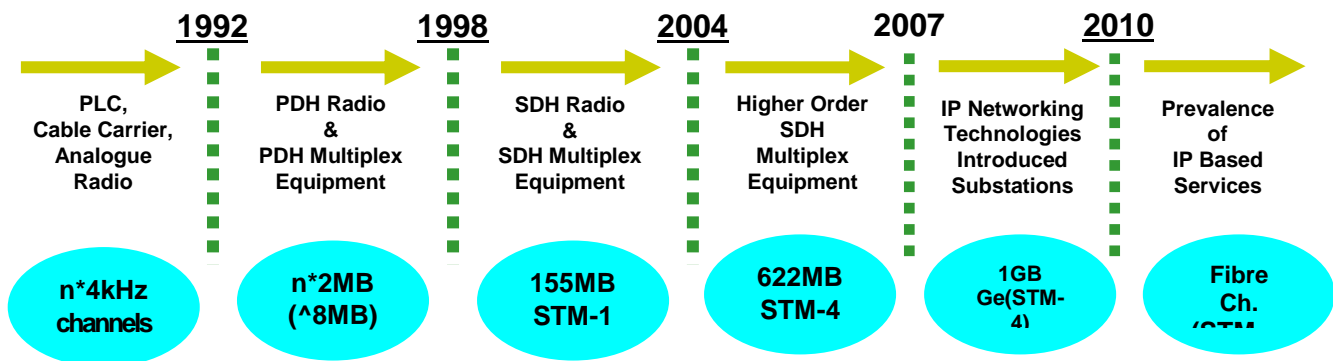 1992
1998
2004
2007
2010
PLC,
Cable Carrier,
Analogue
Radio
PDH Radio
&
PDH Multiplex
Equipment
SDH Radio
&
SDH Multiplex
Equipment
Higher Order
SDH
Multiplex
Equipment
IP Networking
Technologies
Introduced
Substations
Prevalence
of
IP Based
Services
n*4kHz
channels
n*2MB
(^8MB)
155MB
STM-1
622MB
STM-4
1GB
Ge(STM-
4)
Fibre
Ch.
(STM-